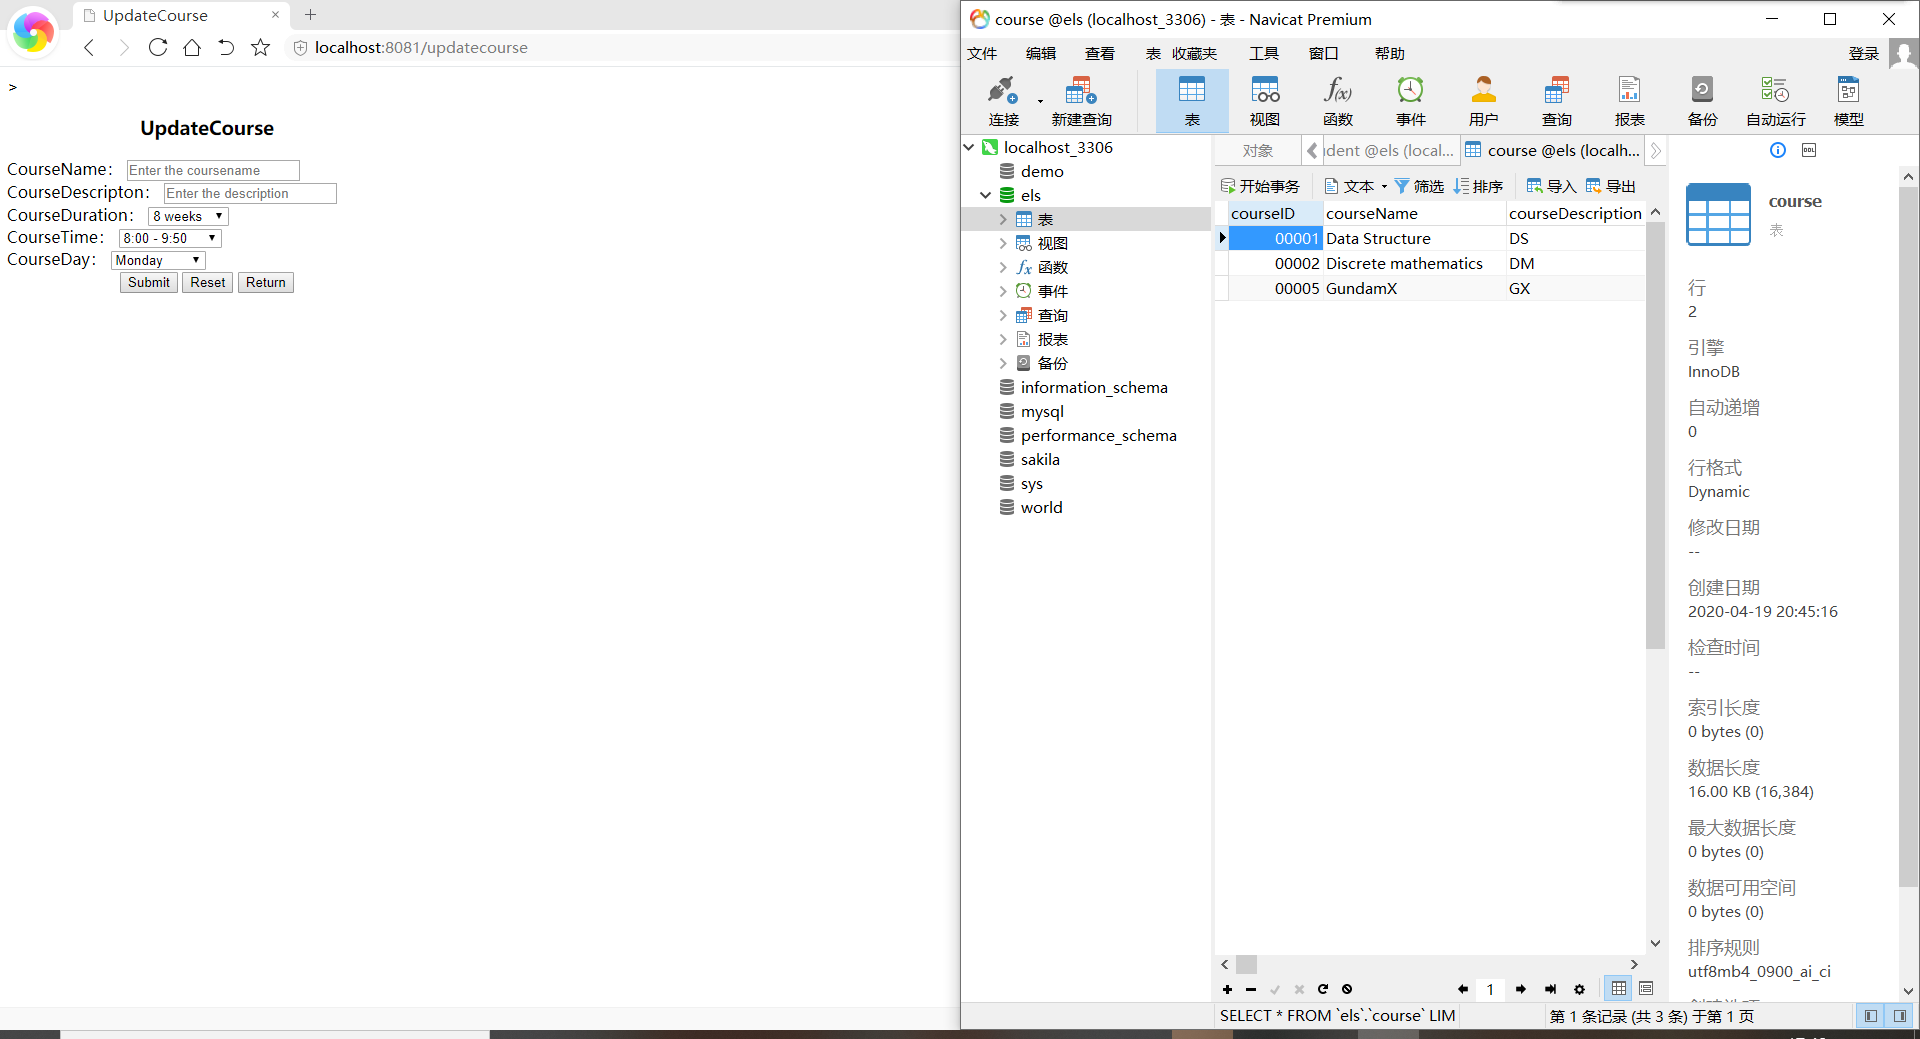 UpdateCourse
localhost:8081/updatecourse
>
UpdateCourse
CourseName: Enter the coursename
CourseDescripton: Enter the description
CourseDuration: 8 weeks
CourseTime: 8:00 - 9:50
CourseDay: Monday
Submit Reset Return
course @els (localhost_3306) - 表 - Navicat Premium
文件 编辑 查看 表 收藏夹 工具 窗口 帮助 登录
连接 新建查询 表 视图 函数 事件 用户 查询 报表 备份 自动运行 模型
localhost_3306
demo
els
表
视图
函数
事件
查询
报表
备份
information_schema
mysql
performance_schema
sakila
sys
world
对象 ident @els (local... course @els (localh...
开始事务 文本 筛选 排序 导入 导出
courseID courseName courseDescription
00001 Data Structure DS
00002 Discrete mathematics DM
00005 GundamX GX
1
SELECT * FROM `els`.`course` LIM
第 1 条记录 (共 3 条) 于第 1 页
DDL
course
表
行
2
引擎
InnoDB
自动递增
0
行格式
Dynamic
修改日期
--
创建日期
2020-04-19 20:45:16
检查时间
--
索引长度
0 bytes (0)
数据长度
16.00 KB (16,384)
最大数据长度
0 bytes (0)
数据可用空间
0 bytes (0)
排序规则
utf8mb4_0900_ai_ci